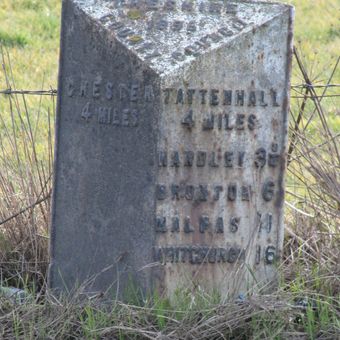 CHESTER
4 MILES
TATTENHALL
4 MILES
HANDLEY
BROXTON 6
MALPAS 11
WHITCHURCH 16